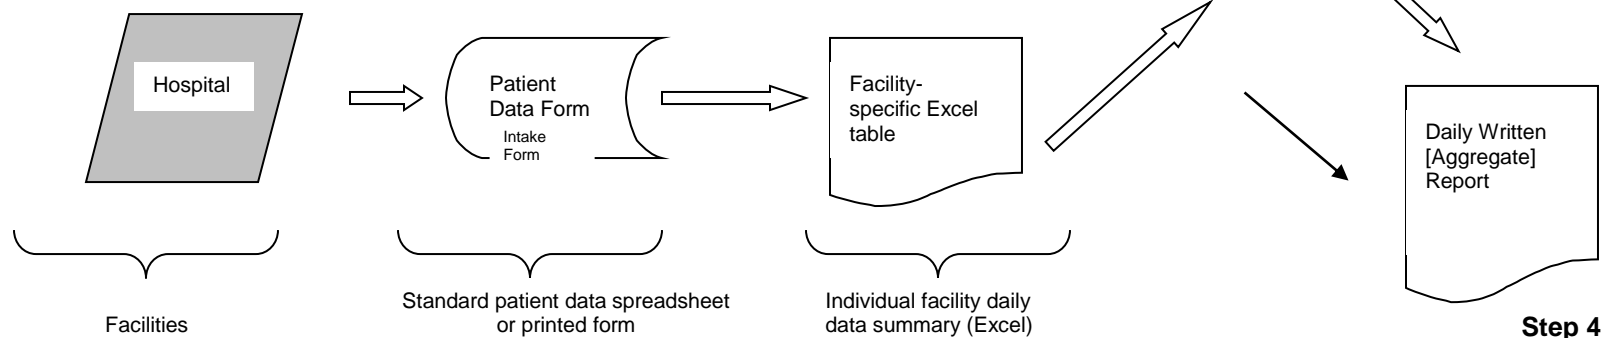 Hospital
Patient
Data Form
Intake
Form
Facility-
specific Excel
table
Daily Written
[Aggregate]
Report
Facilities
Standard patient data spreadsheet
or printed form
Individual facility daily
data summary (Excel)
Step 4